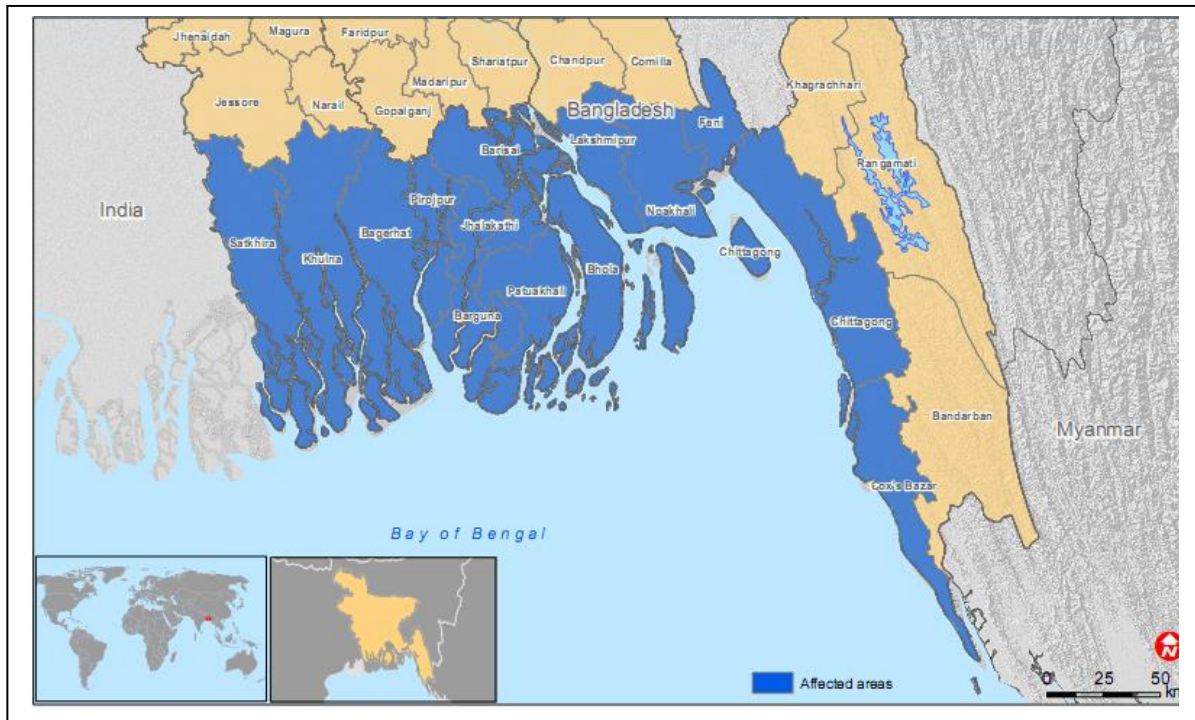 Jhenaidah
Magura
Faridpur
Shariatpur
Chandpur
Comilla
Khagrachhari
Madaripur
Jessore
Narail
Gopalganj
Bangladesh
Feni
Lakshmipur
Barisal
Rangamati
India
Pirojpur
Noakhali
Satkhira
Bagerhat
Jhalakathi
Khulna
Chittagong
Bhola
Patuakhali
Barguna
Chittagong
Bandarban
Myanmar
Cox's Bazar
Bay of Bengal
N
Affected areas
0 25 50
km